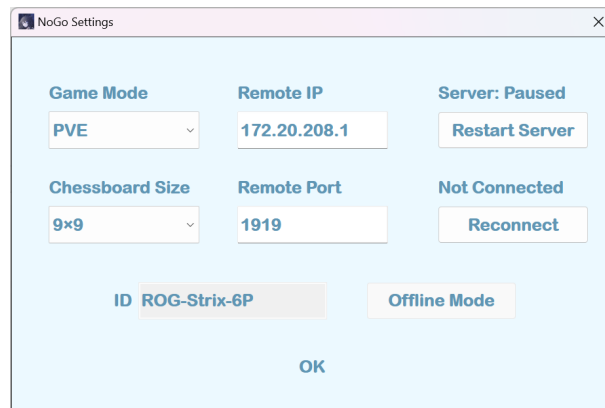 NoGo Settings
Game Mode Remote IP Server: Paused
PVE 172.20.208.1 Restart Server
Chessboard Size Remote Port Not Connected
9×9 1919 Reconnect
ID ROG-Strix-6P Offline Mode
OK